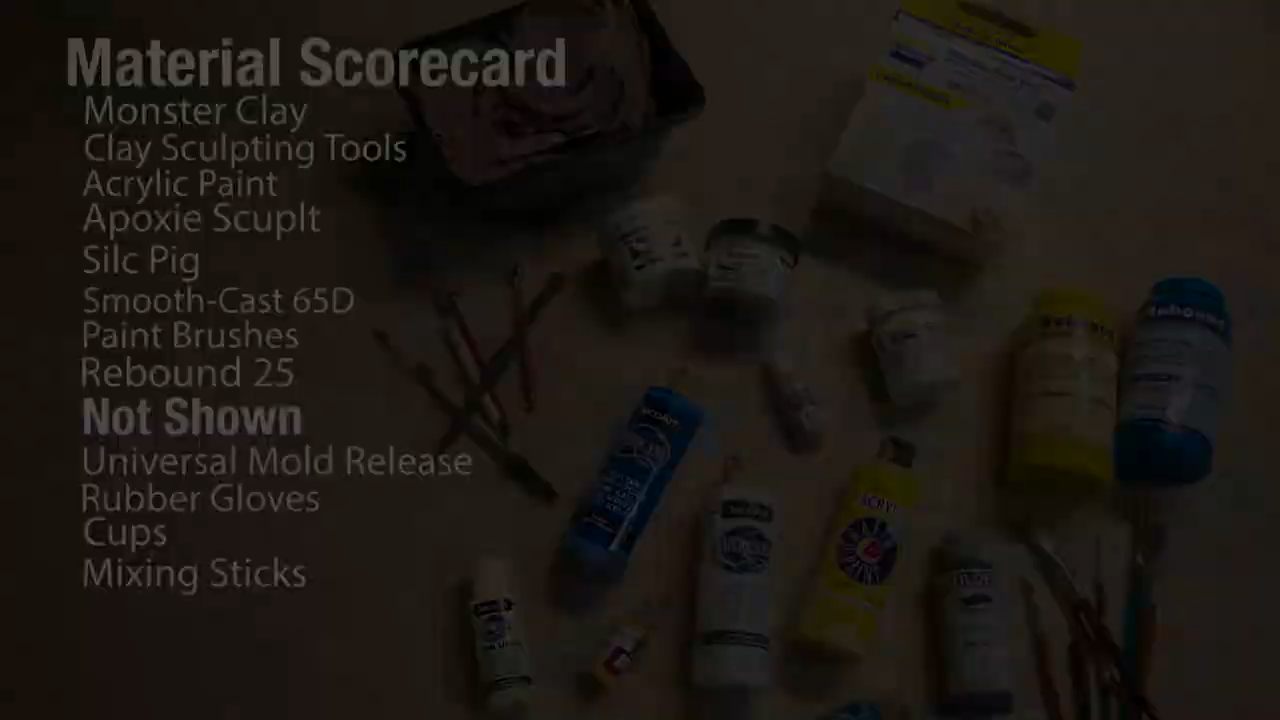 Material Scorecard
Monster Clay
Clay Sculpting Tools
Acrylic Paint
Apoxie Scuplt
Silc Pig
Smooth-Cast 65D
Paint Brushes
Rebound 25
Not Shown
Universal Mold Release
Rubber Gloves
Cups
Mixing Sticks